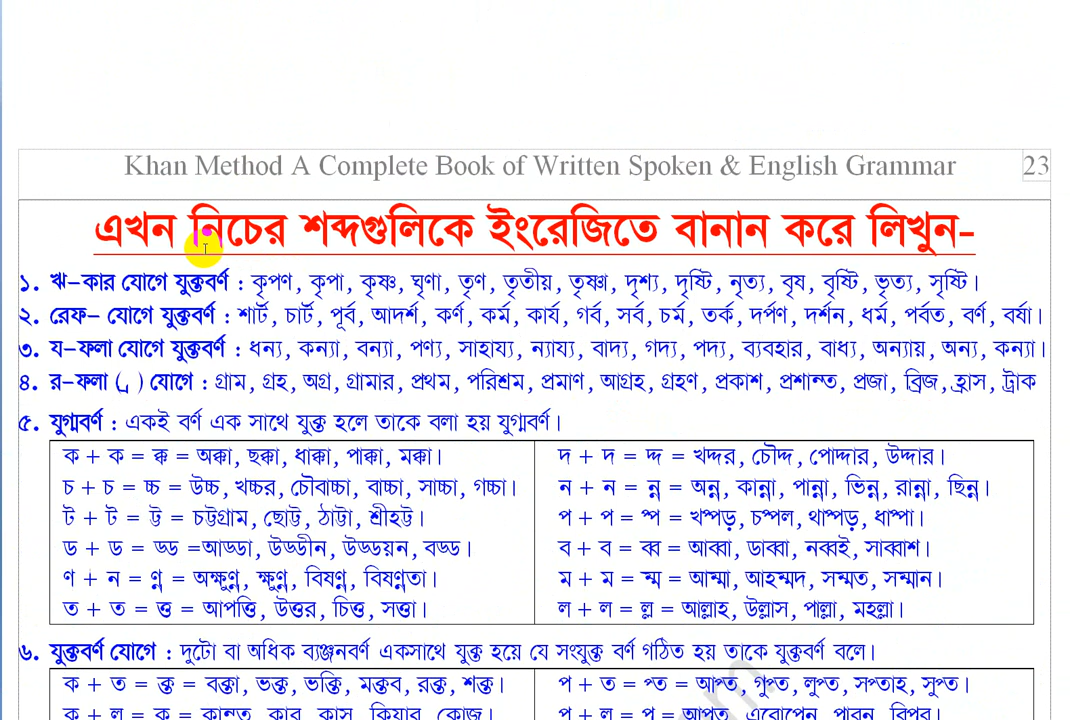 Khan Method A Complete Book of Written Spoken & English Grammar 23
এখন নিচের শব্দগুলিকে ইংরেজিতে বানান করে লিখুন-
১. ঋ-কার যোগে যুক্তবর্ণ : কৃপণ, কৃপা, কৃষ্ণ, ঘৃণা, তৃণ, তৃতীয়, তৃষ্ণা, দৃশ্য, দৃষ্টি, নৃত্য, বৃষ, বৃষ্টি, ভৃত্য, সৃষ্টি।
২. রেফ- যোগে যুক্তবর্ণ : শার্ট, চার্ট, পূর্ব, আদর্শ, কর্ণ, কর্ম, কার্য, গর্ব, সর্ব, চর্ম, তর্ক, দর্পণ, দর্শন, ধর্ম, পর্বত, বর্ণ, বর্ষা।
৩. য-ফলা যোগে যুক্তবর্ণ : ধন্য, কন্যা, বন্যা, পণ্য, সাহায্য, ন্যায্য, বাদ্য, গদ্য, পদ্য, ব্যবহার, বাধ্য, অন্যায়, অন্য, কন্যা।
৪. র-ফলা (্র) যোগে : গ্রাম, গ্রহ, অগ্র, গ্রামার, প্রথম, পরিশ্রম, প্রমাণ, আগ্রহ, গ্রহণ, প্রকাশ, প্রশান্ত, প্রজা, ব্রিজ, হ্রাস, ট্রাক
৫. যুগ্মবর্ণ : একই বর্ণ এক সাথে যুক্ত হলে তাকে বলা হয় যুগ্মবর্ণ।
ক + ক = ক্ক = অক্কা, ছক্কা, ধাক্কা, পাক্কা, মক্কা।
চ + চ = চ্চ = উচ্চ, খচ্চর, চৌবাচ্চা, বাচ্চা, সাচ্চা, গচ্চা।
ট + ট = ট্ট = চট্টগ্রাম, ছোট্ট, ঠাট্টা, শ্রীহট্ট।
ড + ড = ড্ড =আড্ডা, উড্ডীন, উড্ডয়ন, বড্ড।
ণ + ন = ণ্ণ = অক্ষুণ্ণ, ক্ষুণ্ণ, বিষণ্ণ, বিষণ্ণতা।
ত + ত = ত্ত = আপত্তি, উত্তর, চিত্ত, সত্তা।
দ + দ = দ্দ = খদ্দর, চৌদ্দ, পোদ্দার, উদ্দার।
ন + ন = ন্ন = অন্ন, কান্না, পান্না, ভিন্ন, রান্না, ছিন্ন।
প + প = প্প = খপ্পড়, চপ্পল, থাপ্পড়, ধাপ্পা।
ব + ব = ব্ব = আব্বা, ডাব্বা, নব্বই, সাব্বাশ।
ম + ম = ম্ম = আম্মা, আহম্মদ, সম্মত, সম্মান।
ল + ল = ল্ল = আল্লাহ, উল্লাস, পাল্লা, মহল্লা।
৬. যুক্তবর্ণ যোগে : দুটো বা অধিক ব্যঞ্জনবর্ণ একসাথে যুক্ত হয়ে যে সংযুক্ত বর্ণ গঠিত হয় তাকে যুক্তবর্ণ বলে।
ক + ত = ক্ত = বক্তা, ভক্ত, ভক্তি, মক্তব, রক্ত, শক্ত।
প + ত = প্ত = আপ্ত, গুপ্ত, লুপ্ত, সপ্তাহ, সুপ্ত।